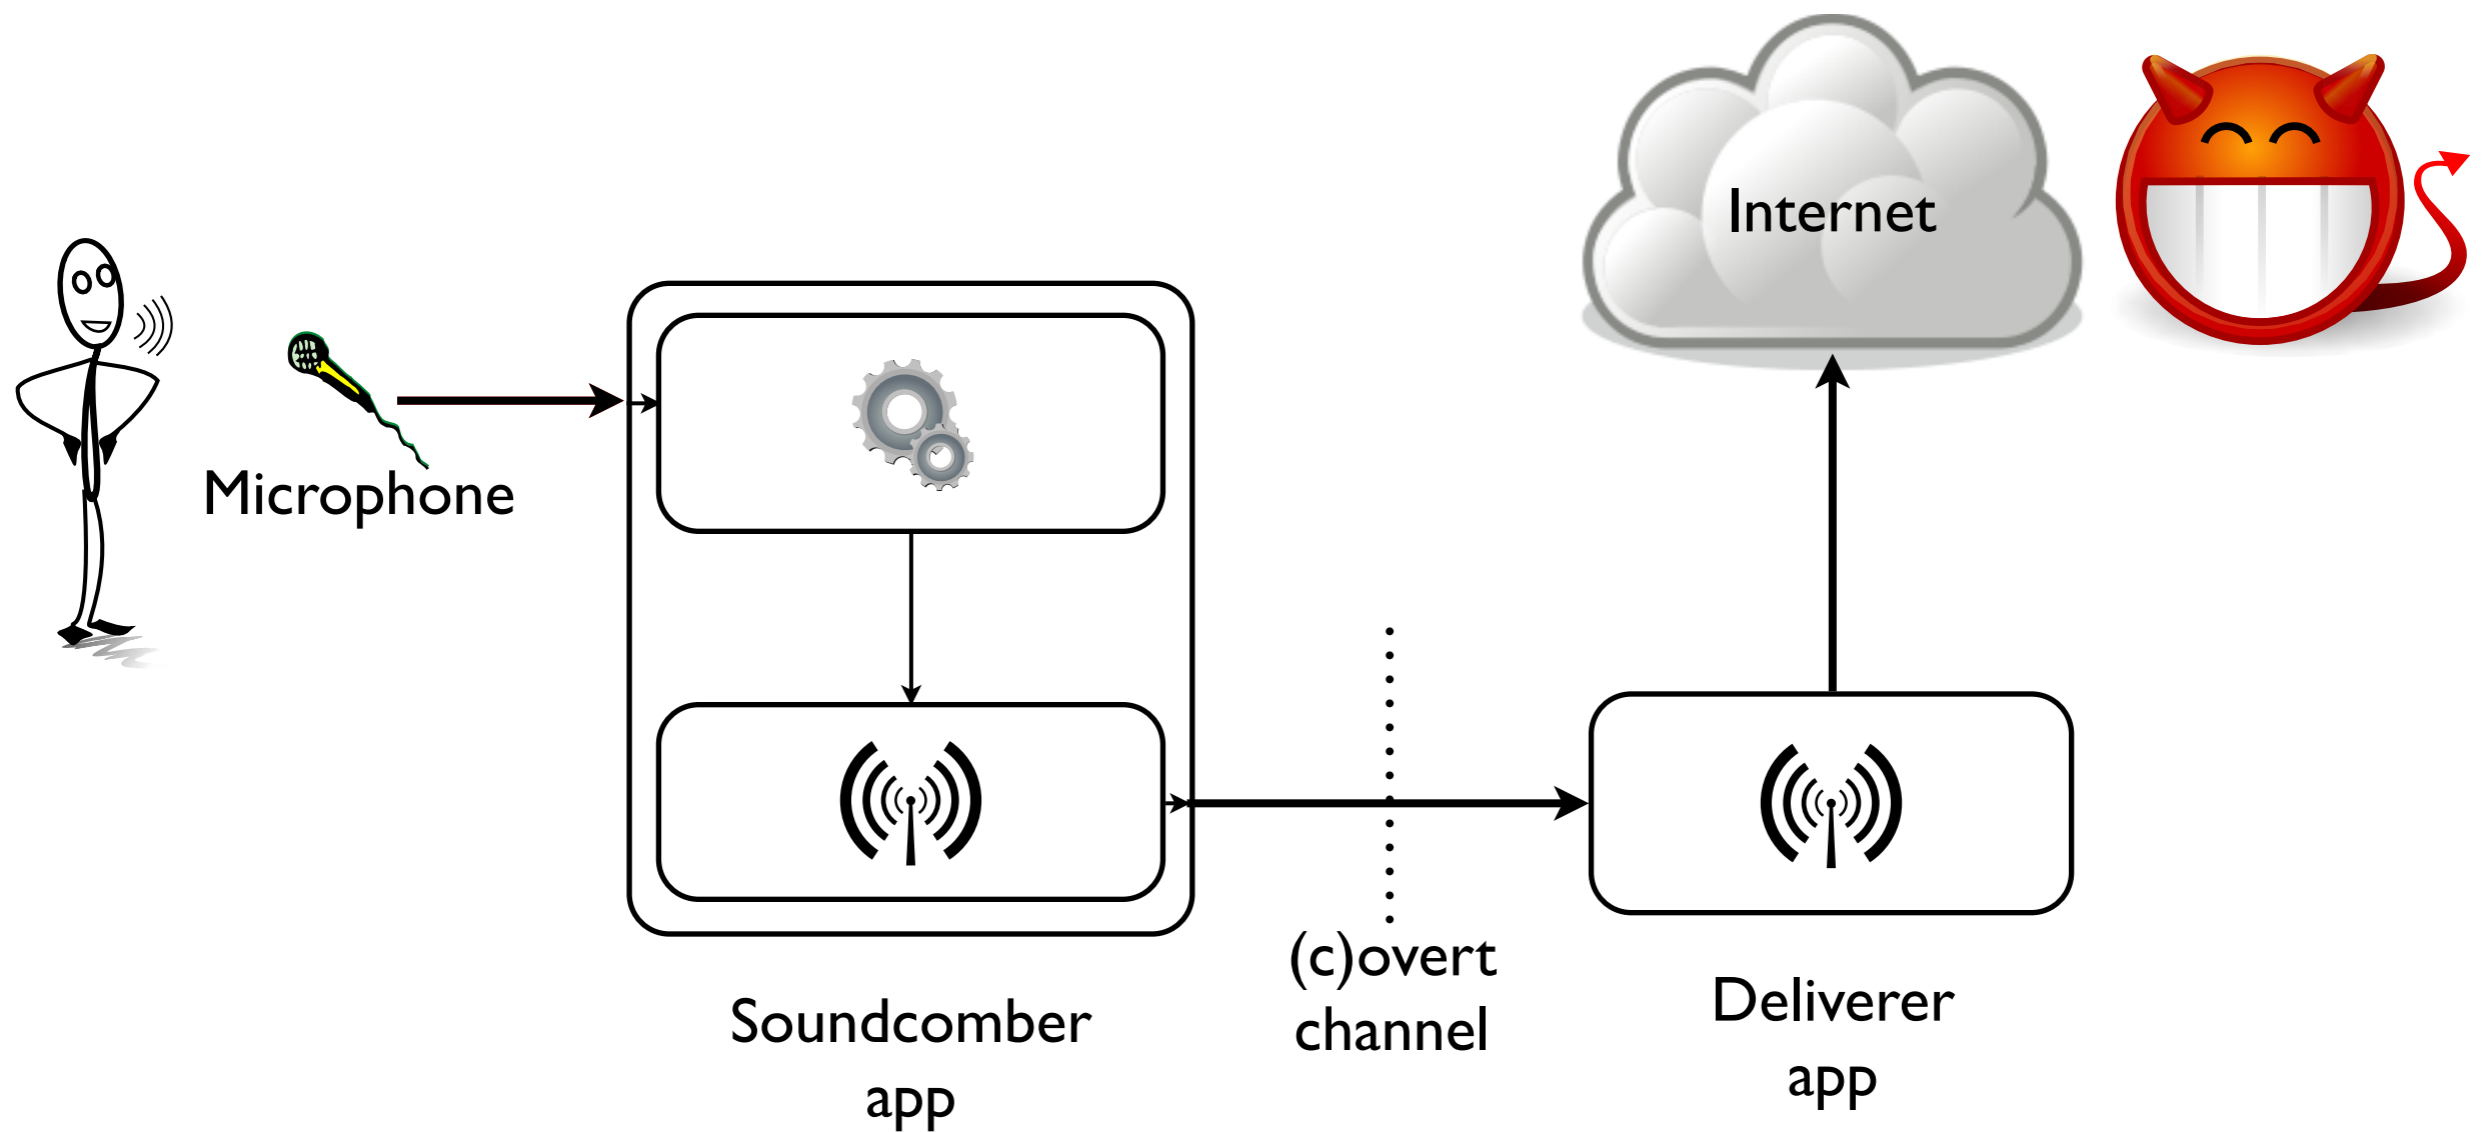 Internet
Microphone
(c)overt
channel
Soundcomber
app
Deliverer
app